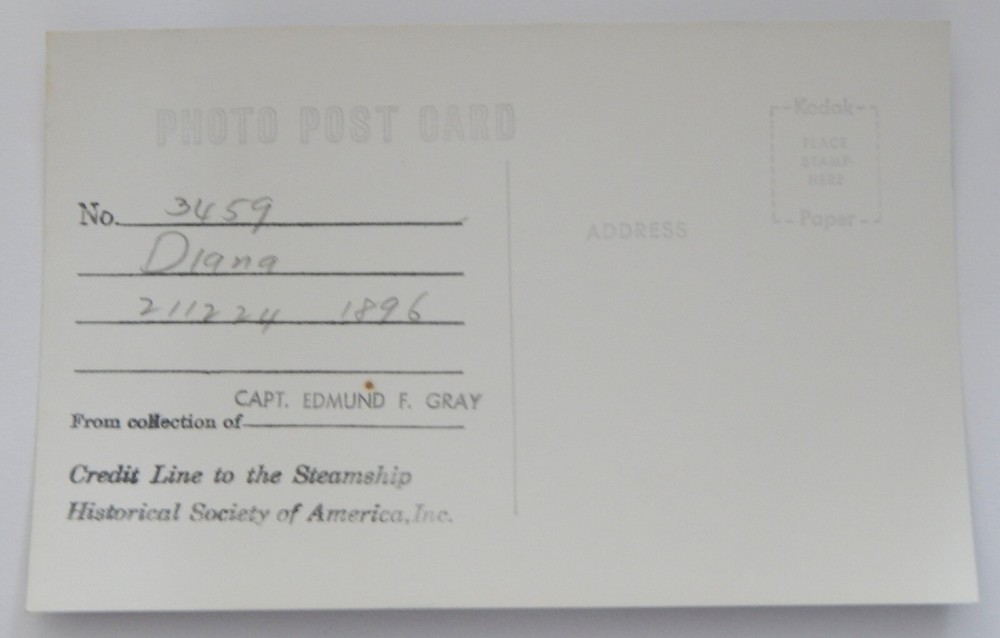 PHOTO POST CARD
Kodak
PLACE
STAMP
HERE
Paper
ADDRESS
No. 3459
Diana
211224 1896
CAPT. EDMUND F. GRAY
From collection of
Credit Line to the Steamship
Historical Society of America, Inc.